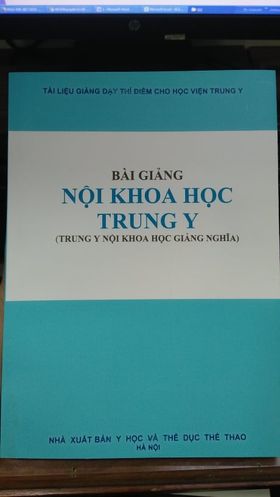 TÀI LIỆU GIẢNG DẠY THÍ ĐIỂM CHO HỌC VIỆN TRUNG Y
BÀI GIẢNG
NỘI KHOA HỌC
TRUNG Y
(TRUNG Y NỘI KHOA HỌC GIẢNG NGHĨA)
NHÀ XUẤT BẢN Y HỌC VÀ THỂ DỤC THỂ THAO
HÀ NỘI